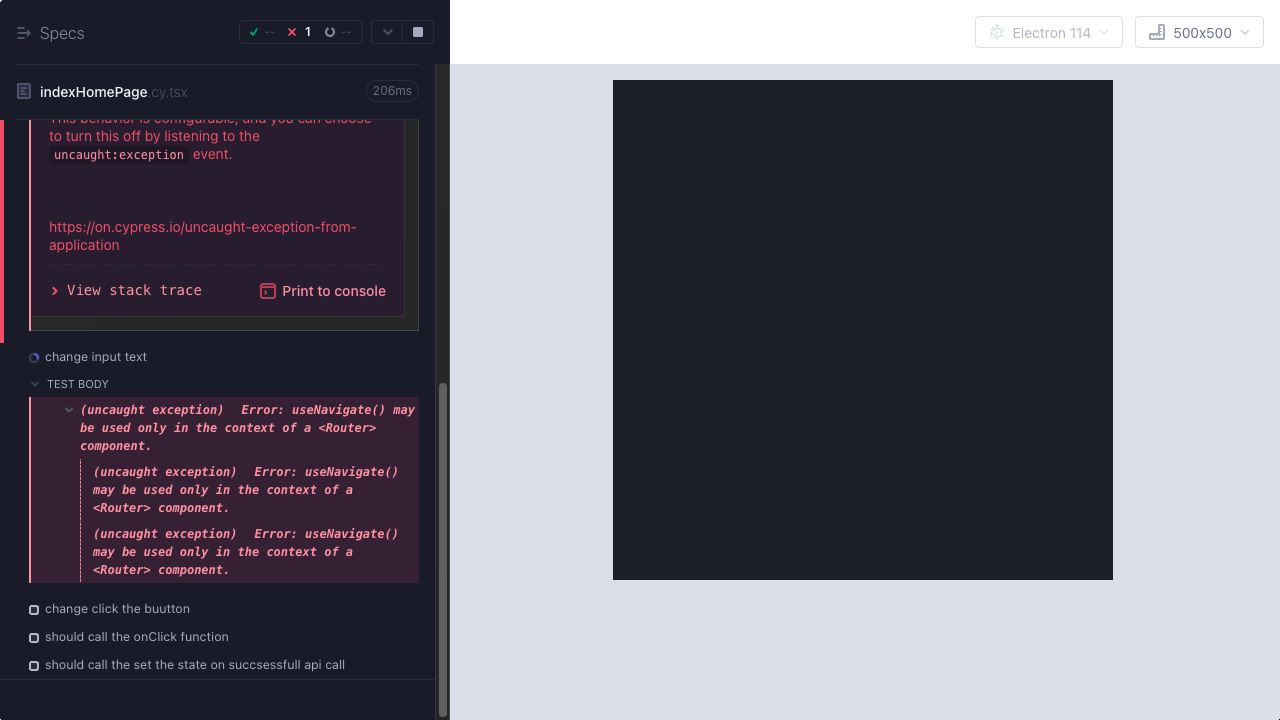 Specs
--
1
--
Electron 114
500x500
indexHomePage.cy.tsx
206ms
This behavior is configurable, and you can choose
to turn this off by listening to the
uncaught:exception event.
https://on.cypress.io/uncaught-exception-from-
application
View stack trace
Print to console
change input text
TEST BODY
(uncaught exception) Error: useNavigate() may
be used only in the context of a <Router>
component.
(uncaught exception) Error: useNavigate()
may be used only in the context of a
<Router> component.
(uncaught exception) Error: useNavigate()
may be used only in the context of a
<Router> component.
change click the buutton
should call the onClick function
should call the set the state on succsessfull api call